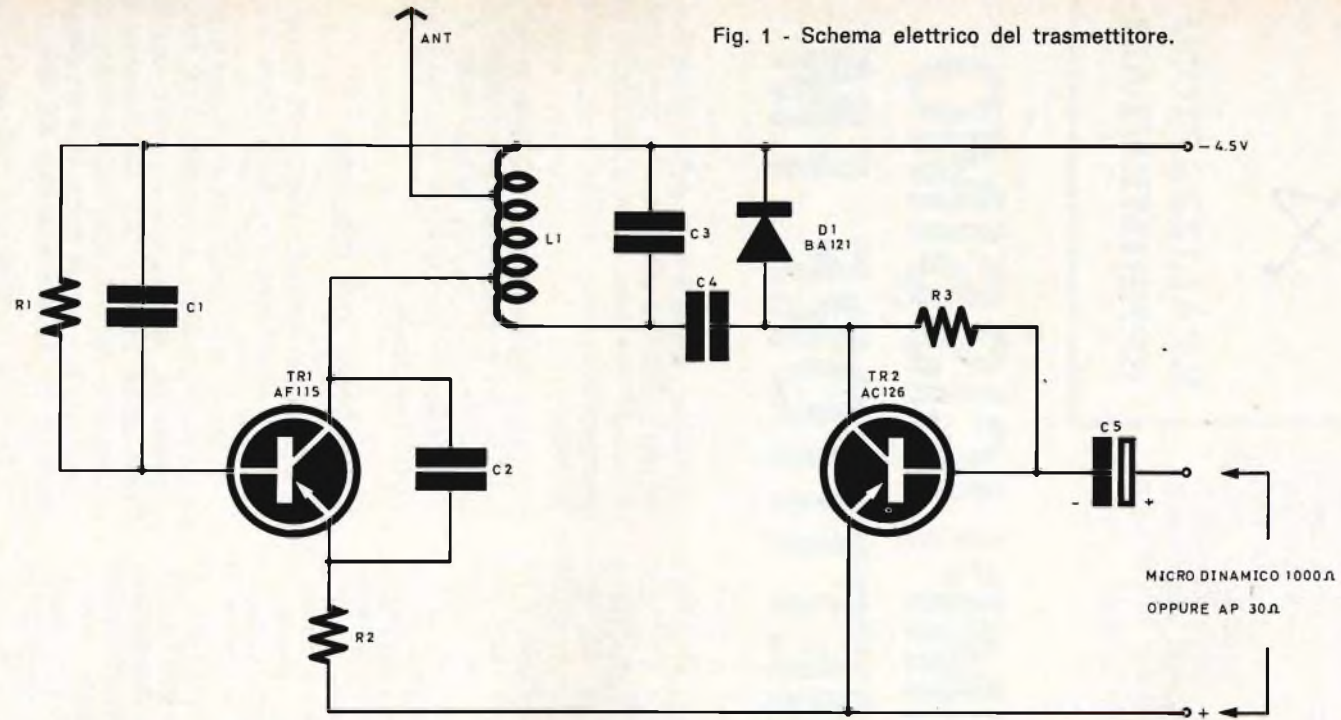 Fig. 1 - Schema elettrico del trasmettitore.
ANT
- 4.5V
R1
C1
L1
C3
D1
BA121
C4
R3
TR1
AF115
C2
TR2
AC126
C5
- +
MICRO DINAMICO 1000Ω
OPPURE AP 30Ω
R2
+